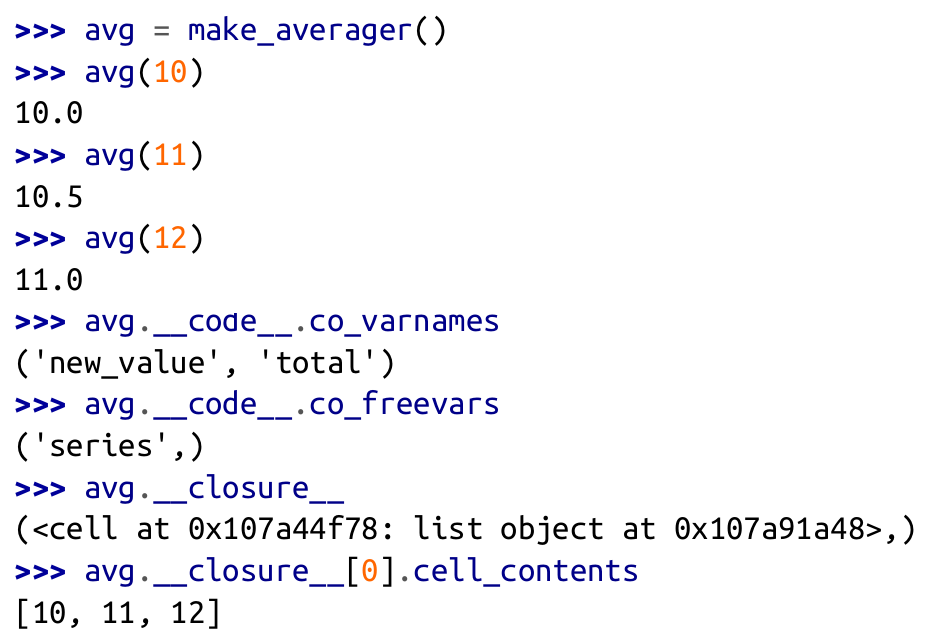 >>> avg = make_averager()
>>> avg(10)
10.0
>>> avg(11)
10.5
>>> avg(12)
11.0
>>> avg.__code__.co_varnames
('new_value', 'total')
>>> avg.__code__.co_freevars
('series',)
>>> avg.__closure__
(<cell at 0x107a44f78: list object at 0x107a91a48>,)
>>> avg.__closure__[0].cell_contents
[10, 11, 12]